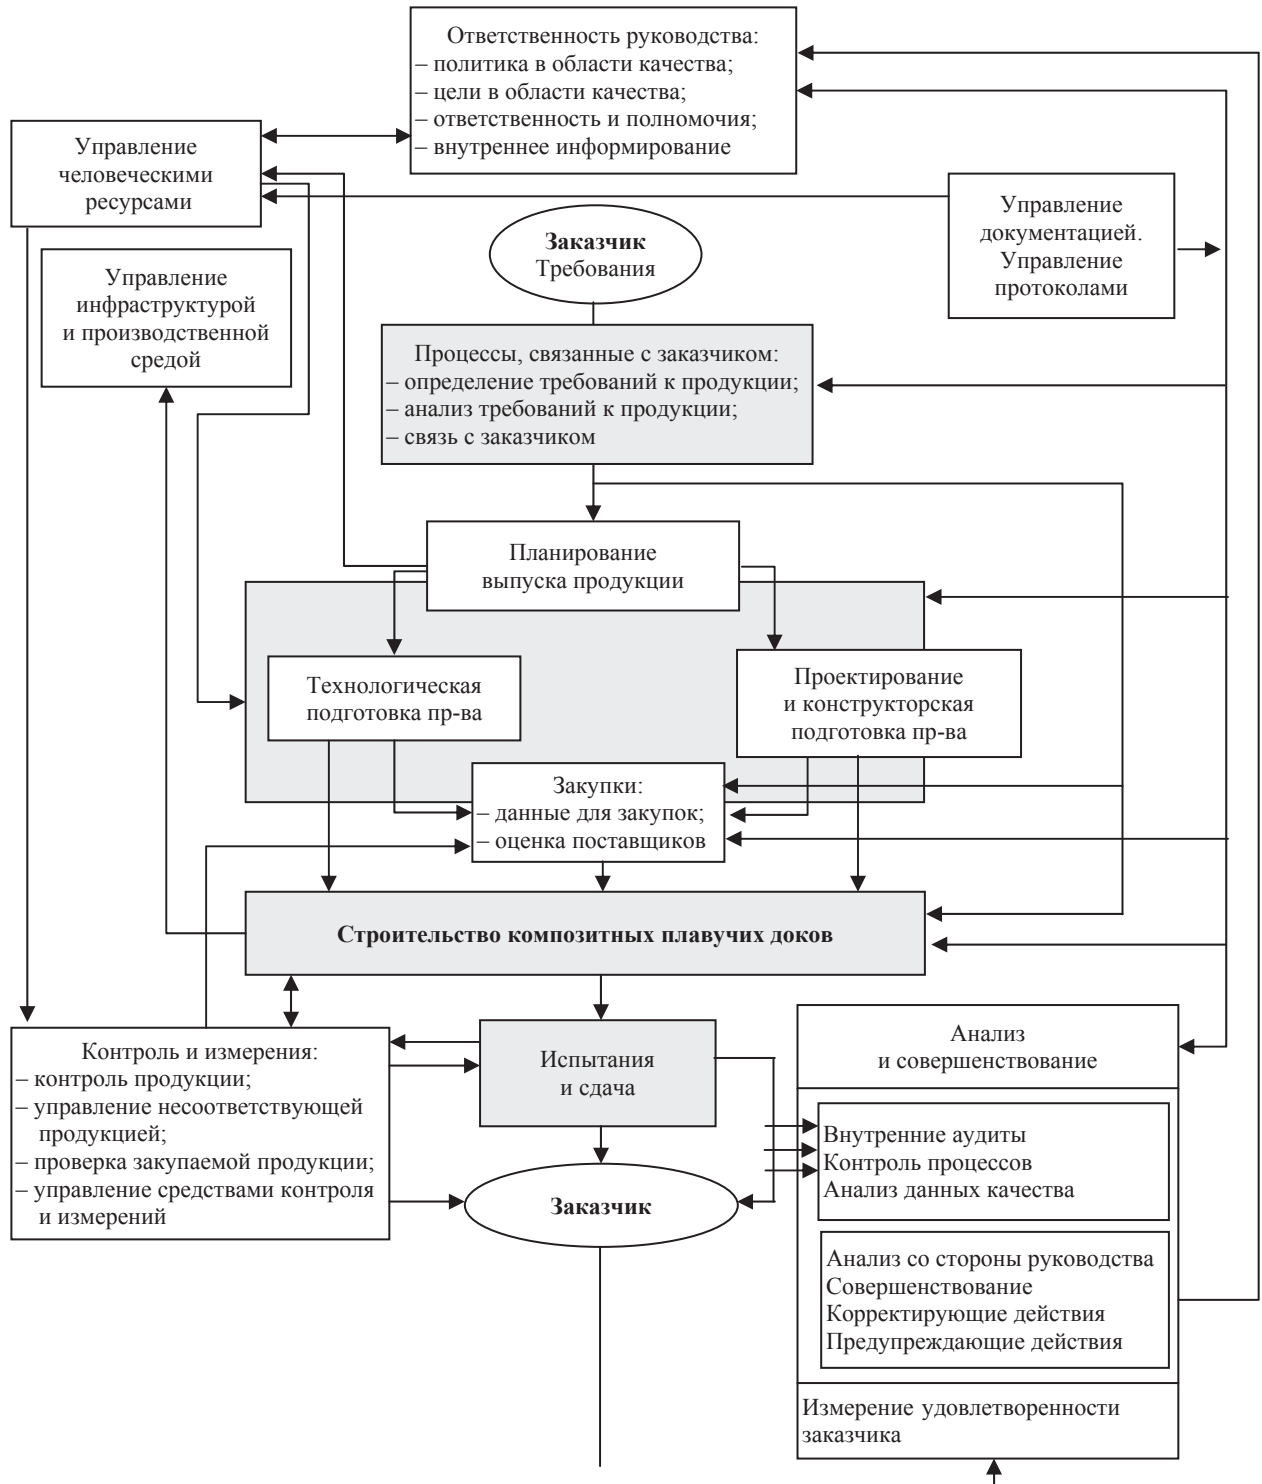 Ответственность руководства:
– политика в области качества;
– цели в области качества;
– ответственность и полномочия;
– внутреннее информирование
Управление
человеческими
ресурсами
Управление
документацией.
Управление
протоколами
Заказчик
Требования
Управление
инфраструктурой
и производственной
средой
Процессы, связанные с заказчиком:
– определение требований к продукции;
– анализ требований к продукции;
– связь с заказчиком
Планирование
выпуска продукции
Технологическая
подготовка пр-ва
Проектирование
и конструкторская
подготовка пр-ва
Закупки:
– данные для закупок;
– оценка поставщиков
Строительство композитных плавучих доков
Контроль и измерения:
– контроль продукции;
– управление несоответствующей
продукцией;
– проверка закупаемой продукции;
– управление средствами контроля
и измерений
Испытания
и сдача
Заказчик
Анализ
и совершенствование
Внутренние аудиты
Контроль процессов
Анализ данных качества
Анализ со стороны руководства
Совершенствование
Корректирующие действия
Предупреждающие действия
Измерение удовлетворенности
заказчика